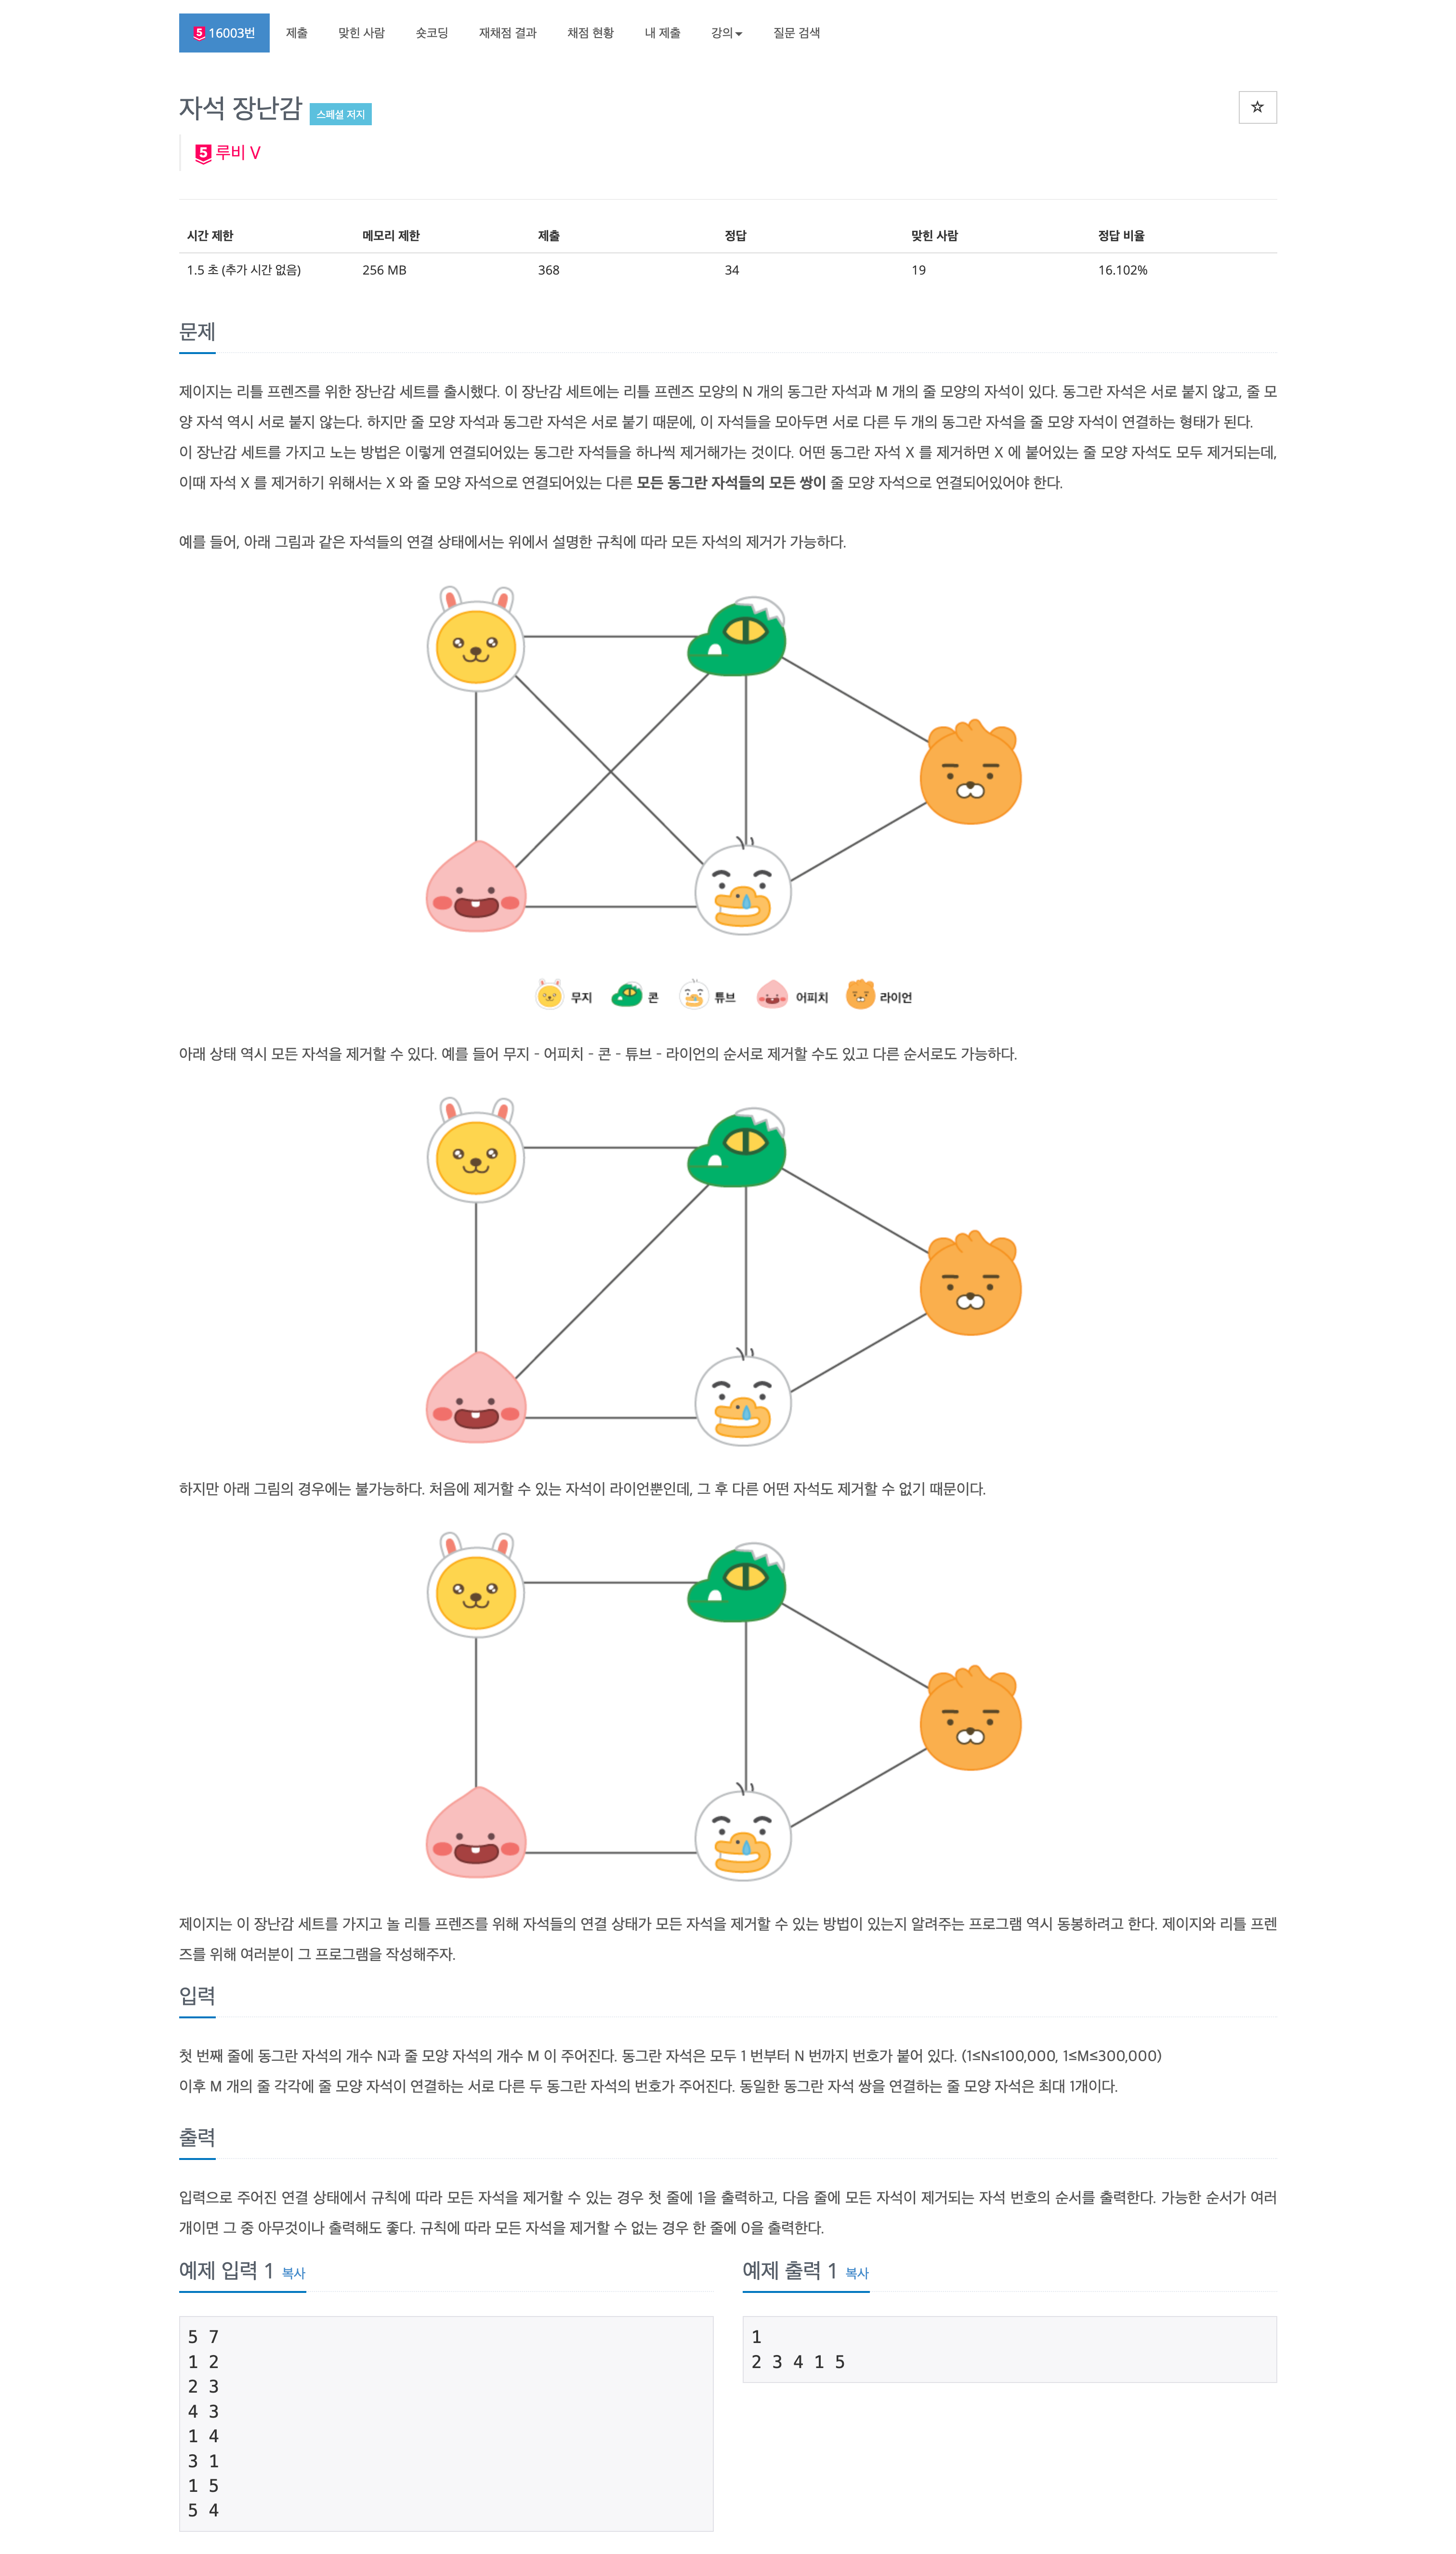 5 16003번 제출 맞힌 사람 숏코딩 재채점 결과 채점 현황 내 제출 강의 질문 검색
자석 장난감 스페셜 저지 ☆
5 루비 V
시간 제한 메모리 제한 제출 정답 맞힌 사람 정답 비율
1.5 초 (추가 시간 없음) 256 MB 368 34 19 16.102%
문제
제이지는 리틀 프렌즈를 위한 장난감 세트를 출시했다. 이 장난감 세트에는 리틀 프렌즈 모양의 N 개의 동그란 자석과 M 개의 줄 모양의 자석이 있다. 동그란 자석은 서로 붙지 않고, 줄 모
양 자석 역시 서로 붙지 않는다. 하지만 줄 모양 자석과 동그란 자석은 서로 붙기 때문에, 이 자석들을 모아두면 서로 다른 두 개의 동그란 자석을 줄 모양 자석이 연결하는 형태가 된다.
이 장난감 세트를 가지고 노는 방법은 이렇게 연결되어있는 동그란 자석들을 하나씩 제거해가는 것이다. 어떤 동그란 자석 X 를 제거하면 X 에 붙어있는 줄 모양 자석도 모두 제거되는데,
이때 자석 X 를 제거하기 위해서는 X 와 줄 모양 자석으로 연결되어있는 다른 모든 동그란 자석들의 모든 쌍이 줄 모양 자석으로 연결되어있어야 한다.
예를 들어, 아래 그림과 같은 자석들의 연결 상태에서는 위에서 설명한 규칙에 따라 모든 자석의 제거가 가능하다.
무지 콘 튜브 어피치 라이언
아래 상태 역시 모든 자석을 제거할 수 있다. 예를 들어 무지 - 어피치 - 콘 - 튜브 - 라이언의 순서로 제거할 수도 있고 다른 순서로도 가능하다.
하지만 아래 그림의 경우에는 불가능하다. 처음에 제거할 수 있는 자석이 라이언뿐인데, 그 후 다른 어떤 자석도 제거할 수 없기 때문이다.
제이지는 이 장난감 세트를 가지고 놀 리틀 프렌즈를 위해 자석들의 연결 상태가 모든 자석을 제거할 수 있는 방법이 있는지 알려주는 프로그램 역시 동봉하려고 한다. 제이지와 리틀 프렌
즈를 위해 여러분이 그 프로그램을 작성해주자.
입력
첫 번째 줄에 동그란 자석의 개수 N과 줄 모양 자석의 개수 M 이 주어진다. 동그란 자석은 모두 1 번부터 N 번까지 번호가 붙어 있다. (1≤N≤100,000, 1≤M≤300,000)
이후 M 개의 줄 각각에 줄 모양 자석이 연결하는 서로 다른 두 동그란 자석의 번호가 주어진다. 동일한 동그란 자석 쌍을 연결하는 줄 모양 자석은 최대 1개이다.
출력
입력으로 주어진 연결 상태에서 규칙에 따라 모든 자석을 제거할 수 있는 경우 첫 줄에 1을 출력하고, 다음 줄에 모든 자석이 제거되는 자석 번호의 순서를 출력한다. 가능한 순서가 여러
개이면 그 중 아무것이나 출력해도 좋다. 규칙에 따라 모든 자석을 제거할 수 없는 경우 한 줄에 0을 출력한다.
예제 입력 1 복사
5 7
1 2
2 3
4 3
1 4
3 1
1 5
5 4
예제 출력 1 복사
1
2 3 4 1 5